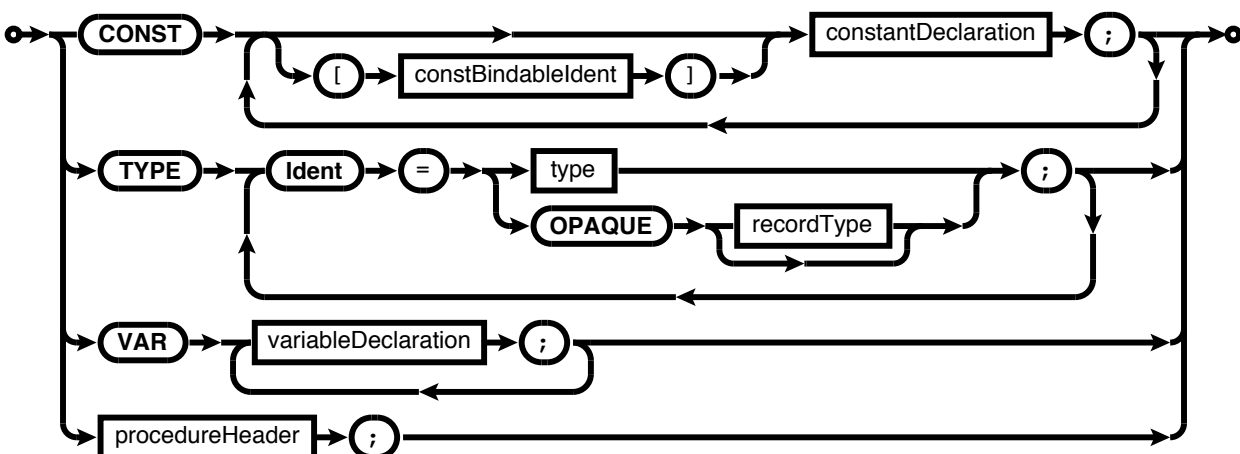 CONST constantDeclaration ;
[ constBindableIdent ]
TYPE Ident = type ;
OPAQUE recordType
VAR variableDeclaration ;
procedureHeader ;